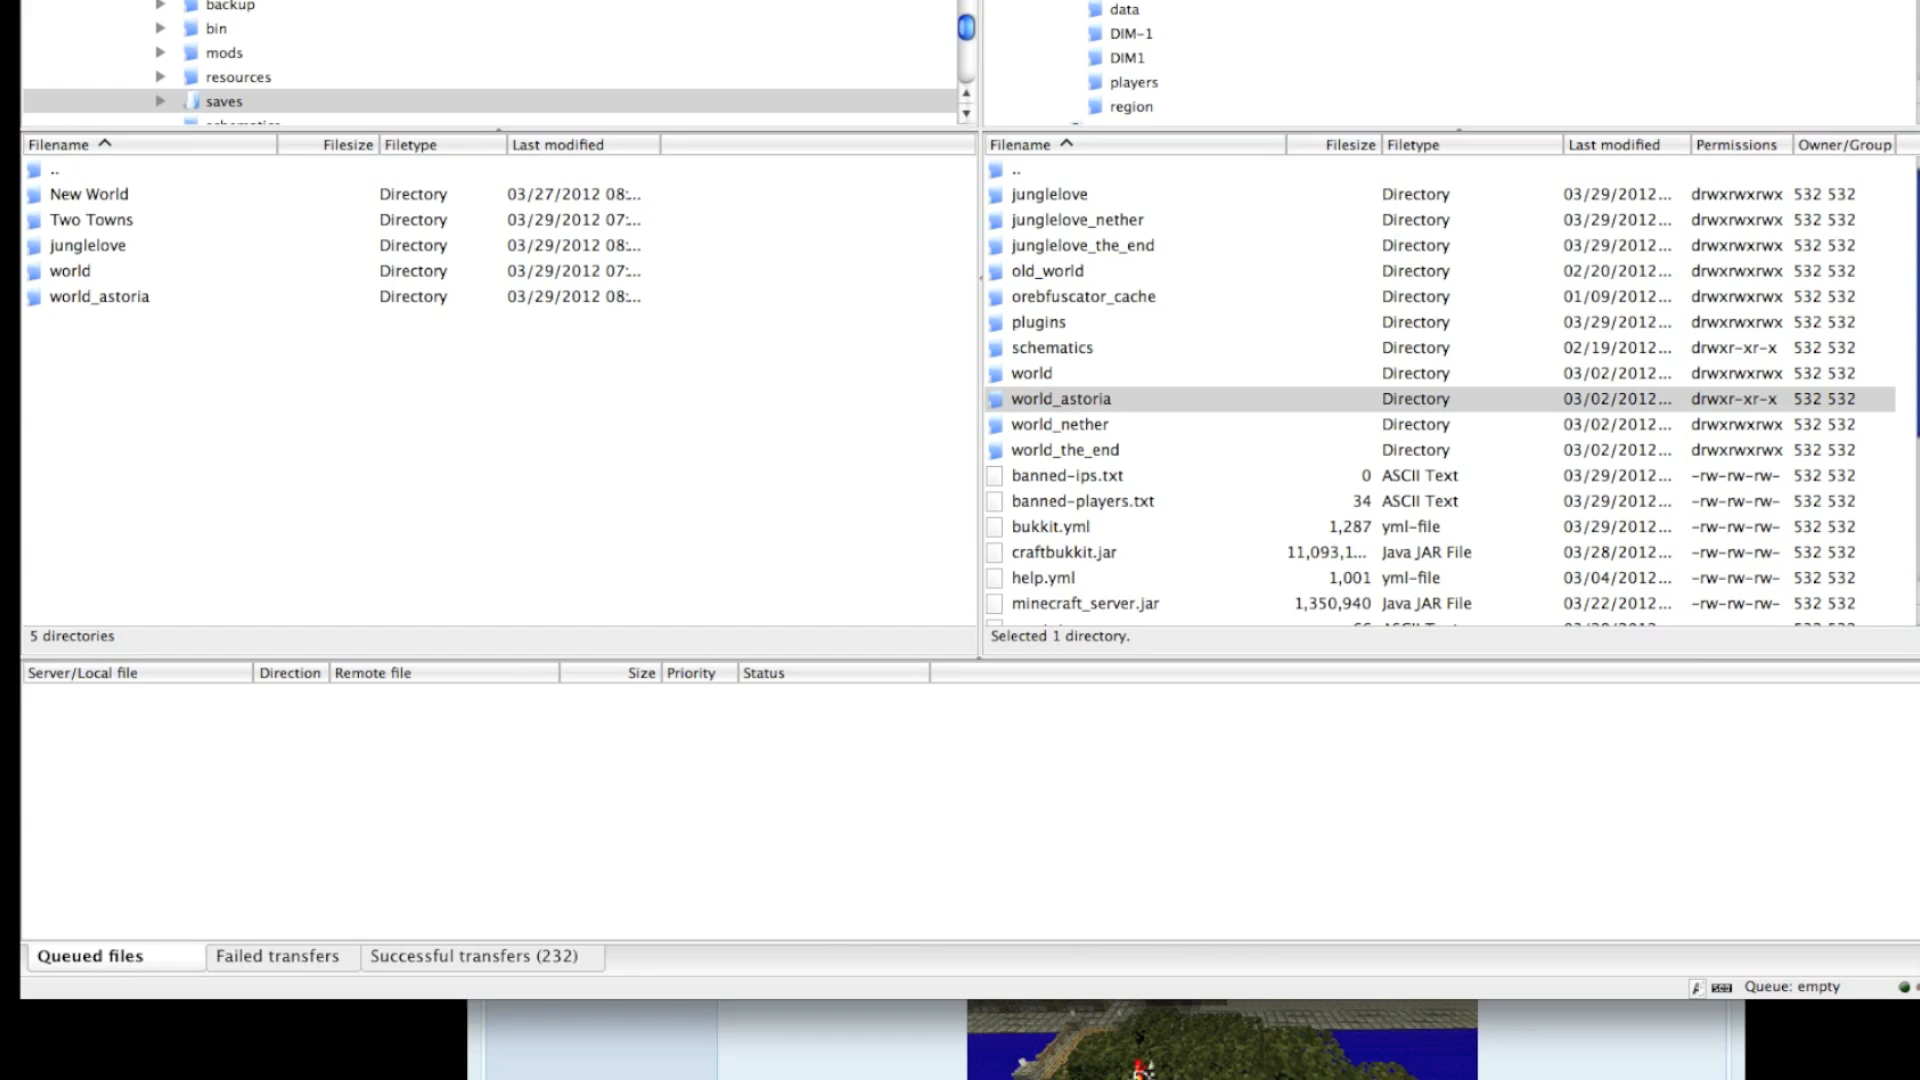 backup
bin
mods
resources
saves
data
DIM-1
DIM1
players
region
Filename Filesize Filetype Last modified
..
New World Directory 03/27/2012 08:...
Two Towns Directory 03/29/2012 07:...
junglelove Directory 03/29/2012 08:...
world Directory 03/29/2012 07:...
world_astoria Directory 03/29/2012 08:...
5 directories
Filename Filesize Filetype Last modified Permissions Owner/Group
..
junglelove Directory 03/29/2012... drwxrwxrwx 532 532
junglelove_nether Directory 03/29/2012... drwxrwxrwx 532 532
junglelove_the_end Directory 03/29/2012... drwxrwxrwx 532 532
old_world Directory 02/20/2012... drwxrwxrwx 532 532
orebfuscator_cache Directory 01/09/2012... drwxrwxrwx 532 532
plugins Directory 03/29/2012... drwxrwxrwx 532 532
schematics Directory 02/19/2012... drwxr-xr-x 532 532
world Directory 03/02/2012... drwxrwxrwx 532 532
world_astoria Directory 03/02/2012... drwxr-xr-x 532 532
world_nether Directory 03/02/2012... drwxrwxrwx 532 532
world_the_end Directory 03/02/2012... drwxrwxrwx 532 532
banned-ips.txt 0 ASCII Text 03/29/2012... -rw-rw-rw- 532 532
banned-players.txt 34 ASCII Text 03/29/2012... -rw-rw-rw- 532 532
bukkit.yml 1,287 yml-file 03/29/2012... -rw-rw-rw- 532 532
craftbukkit.jar 11,093,1... Java JAR File 03/28/2012... -rw-rw-rw- 532 532
help.yml 1,001 yml-file 03/04/2012... -rw-rw-rw- 532 532
minecraft_server.jar 1,350,940 Java JAR File 03/22/2012... -rw-rw-rw- 532 532
Selected 1 directory.
Server/Local file Direction Remote file Size Priority Status
Queued files Failed transfers Successful transfers (232)
Queue: empty